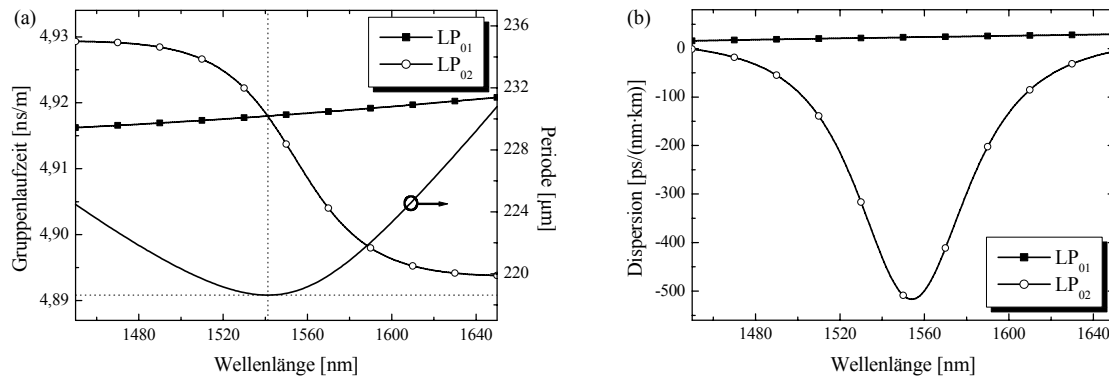 (a)
4,93
4,92
4,91
4,90
4,89
Gruppenlaufzeit [ns/m]
1480 1520 1560 1600 1640
Wellenlänge [nm]
LP01
LP02
236
232
228
224
220
Periode [µm]
(b)
0
-100
-200
-300
-400
-500
Dispersion [ps/(nm·km)]
1480 1520 1560 1600 1640
Wellenlänge [nm]
LP01
LP02